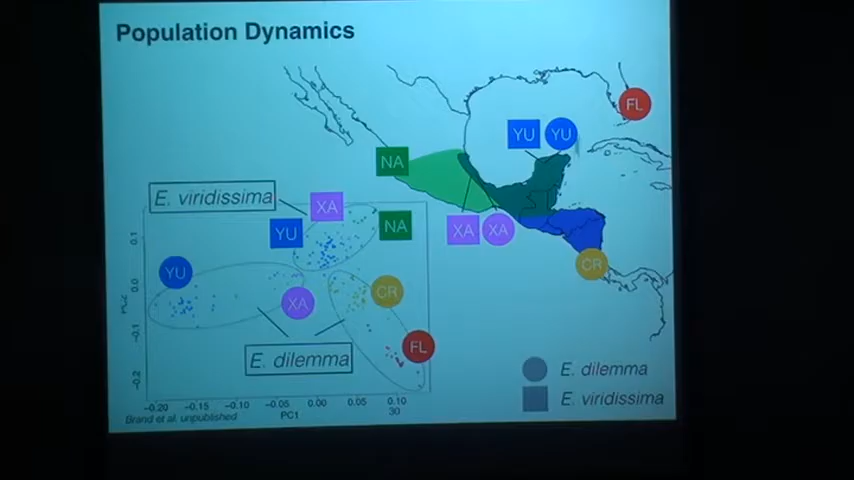 Population Dynamics
FL
YU YU
NA
XA XA
CR
E. viridissima
XA
YU
NA
YU
XA
CR
FL
E. dilemma
0.1
0.0
-0.1
-0.2
PC2
-0.20 -0.15 -0.10 -0.05 0.00 0.05 0.10
PC1
30
Brand et al. unpublished
E. dilemma
E. viridissima